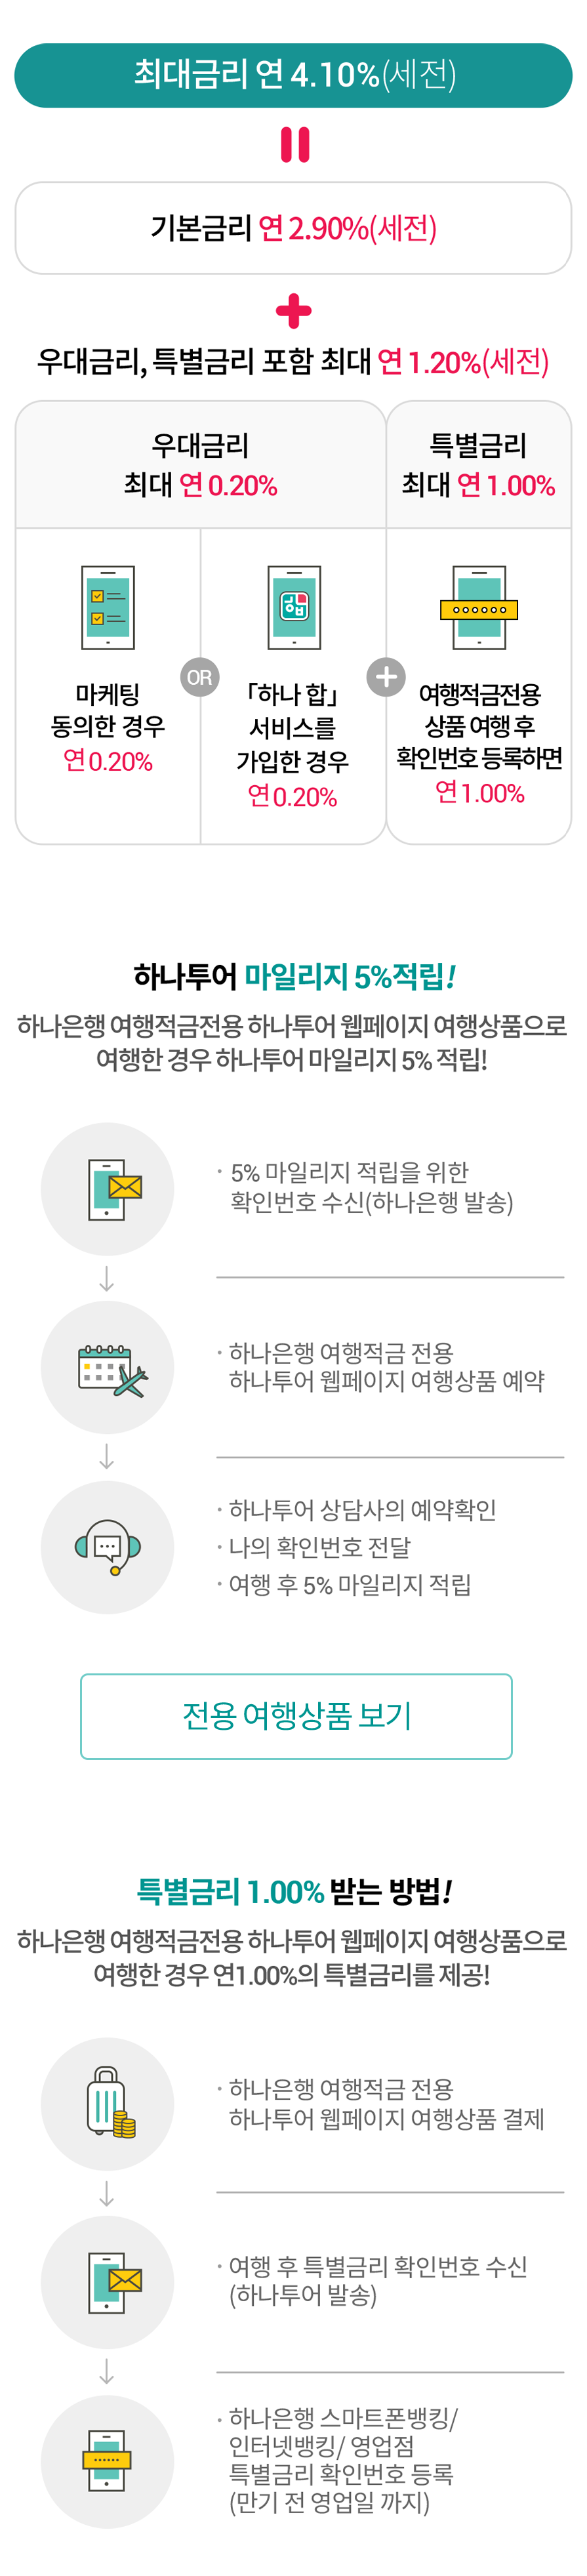 최대금리 연 4.10%(세전)
기본금리 연 2.90%(세전)
우대금리, 특별금리 포함 최대 연 1.20%(세전)
우대금리
최대 연 0.20%
특별금리
최대 연 1.00%
마케팅
동의한 경우
연 0.20%
OR
「하나 합」
서비스를
가입한 경우
연 0.20%
여행적금전용
상품 여행 후
확인번호 등록하면
연 1.00%
하나투어 마일리지 5%적립!
하나은행 여행적금전용 하나투어 웹페이지 여행상품으로
여행한 경우 하나투어 마일리지 5% 적립!
· 5% 마일리지 적립을 위한
확인번호 수신(하나은행 발송)
· 하나은행 여행적금 전용
하나투어 웹페이지 여행상품 예약
· 하나투어 상담사의 예약확인
· 나의 확인번호 전달
· 여행 후 5% 마일리지 적립
전용 여행상품 보기
특별금리 1.00% 받는 방법!
하나은행 여행적금전용 하나투어 웹페이지 여행상품으로
여행한 경우 연1.00%의 특별금리를 제공!
· 하나은행 여행적금 전용
하나투어 웹페이지 여행상품 결제
· 여행 후 특별금리 확인번호 수신
(하나투어 발송)
· 하나은행 스마트폰뱅킹/
인터넷뱅킹/ 영업점
특별금리 확인번호 등록
(만기 전 영업일 까지)